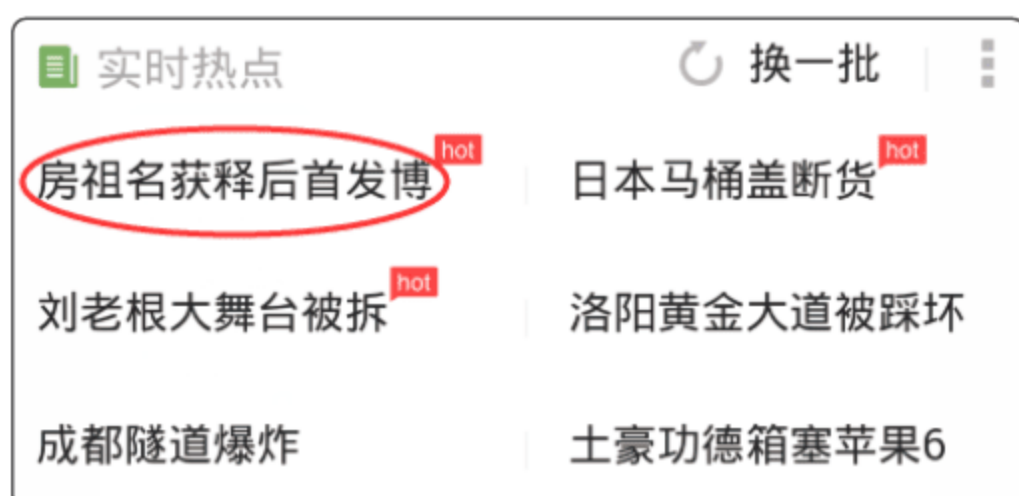 实时热点 换一批
房祖名获释后首发博 hot 日本马桶盖断货 hot
刘老根大舞台被拆 hot 洛阳黄金大道被踩坏
成都隧道爆炸 土豪功德箱塞苹果6